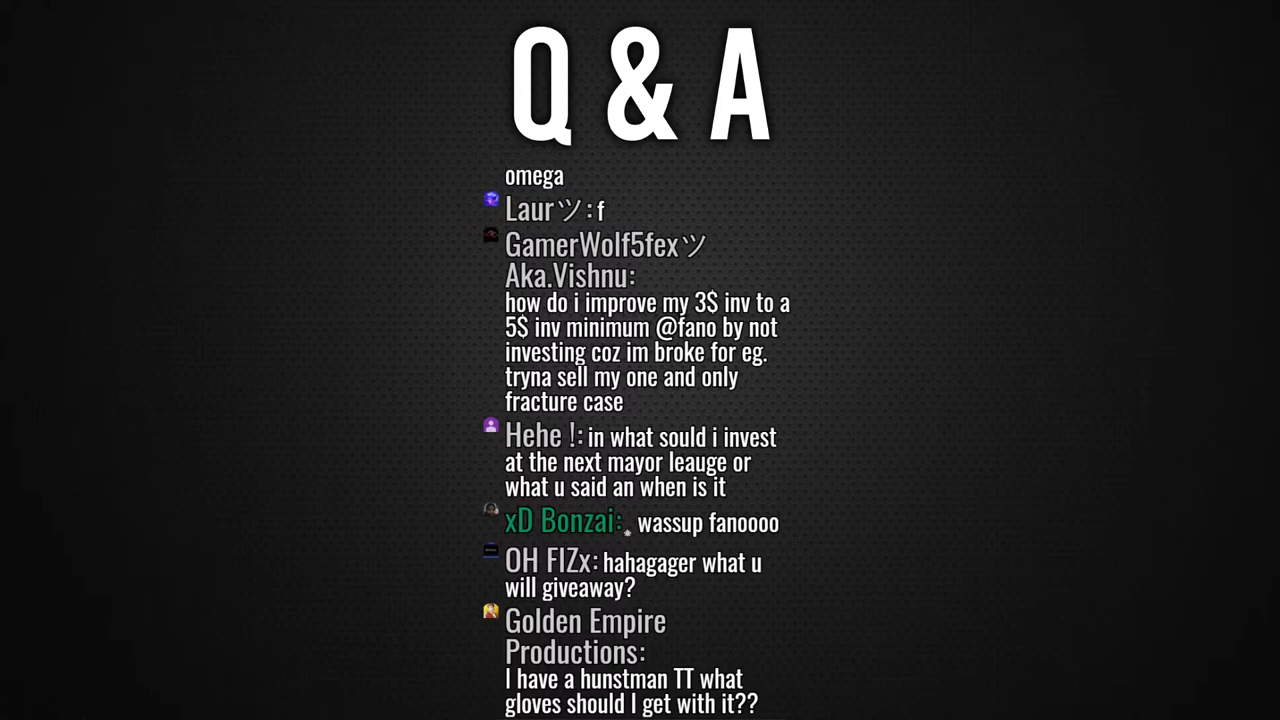 Q & A
omega
Laurツ: f
GamerWolf5fexツ
Aka.Vishnu:
how do i improve my 3$ inv to a
5$ inv minimum @fano by not
investing coz im broke for eg.
tryna sell my one and only
fracture case
Hehe !: in what sould i invest
at the next mayor leauge or
what u said an when is it
xD Bonzai: wassup fanoooo
OH FIZx: hahagager what u
will giveaway?
Golden Empire
Productions:
I have a hunstman TT what
gloves should I get with it??